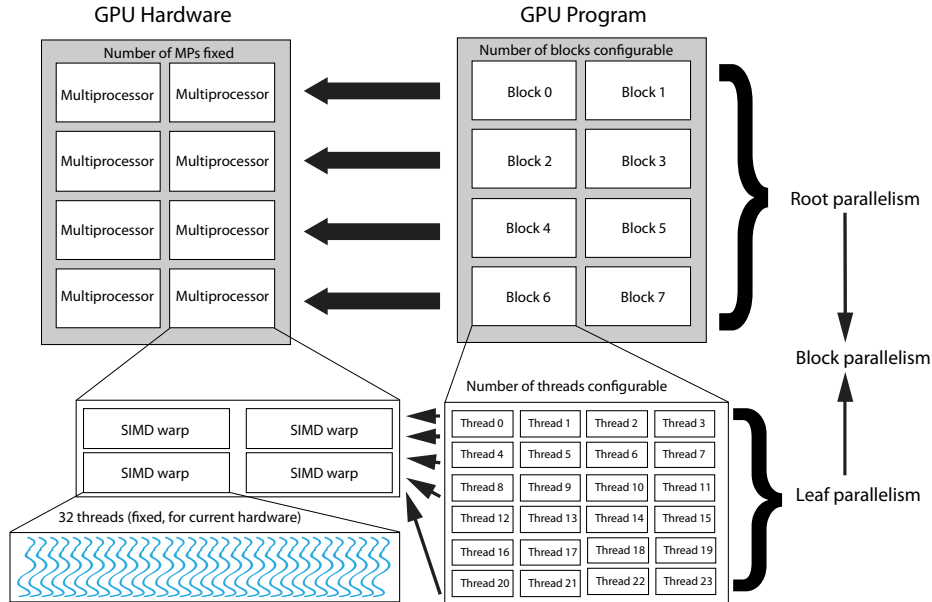 GPU Hardware
GPU Program
Number of MPs fixed
Number of blocks configurable
Multiprocessor Multiprocessor
Block 0 Block 1
Multiprocessor Multiprocessor
Block 2 Block 3
Multiprocessor Multiprocessor
Block 4 Block 5
Multiprocessor Multiprocessor
Block 6 Block 7
Root parallelism
Block parallelism
Leaf parallelism
Number of threads configurable
SIMD warp SIMD warp
SIMD warp SIMD warp
32 threads (fixed, for current hardware)
Thread 0 Thread 1 Thread 2 Thread 3
Thread 4 Thread 5 Thread 6 Thread 7
Thread 8 Thread 9 Thread 10 Thread 11
Thread 12 Thread 13 Thread 14 Thread 15
Thread 16 Thread 17 Thread 18 Thread 19
Thread 20 Thread 21 Thread 22 Thread 23